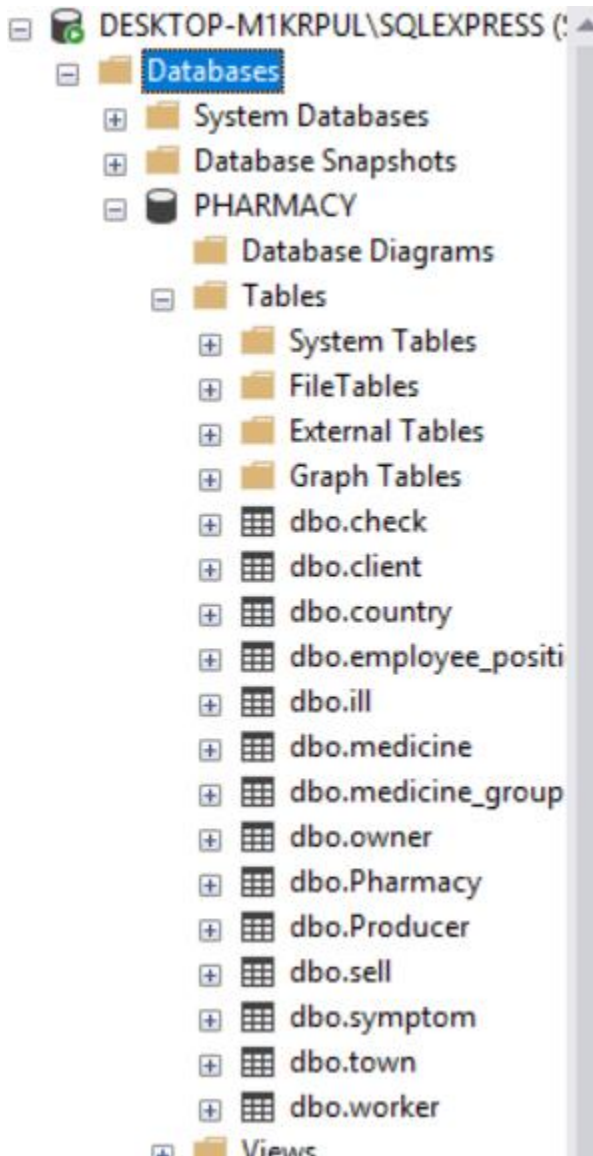 DESKTOP-M1KRPUL\SQLEXPRESS (
Databases
System Databases
Database Snapshots
PHARMACY
Database Diagrams
Tables
System Tables
FileTables
External Tables
Graph Tables
dbo.check
dbo.client
dbo.country
dbo.employee_positi
dbo.ill
dbo.medicine
dbo.medicine_group
dbo.owner
dbo.Pharmacy
dbo.Producer
dbo.sell
dbo.symptom
dbo.town
dbo.worker
Views